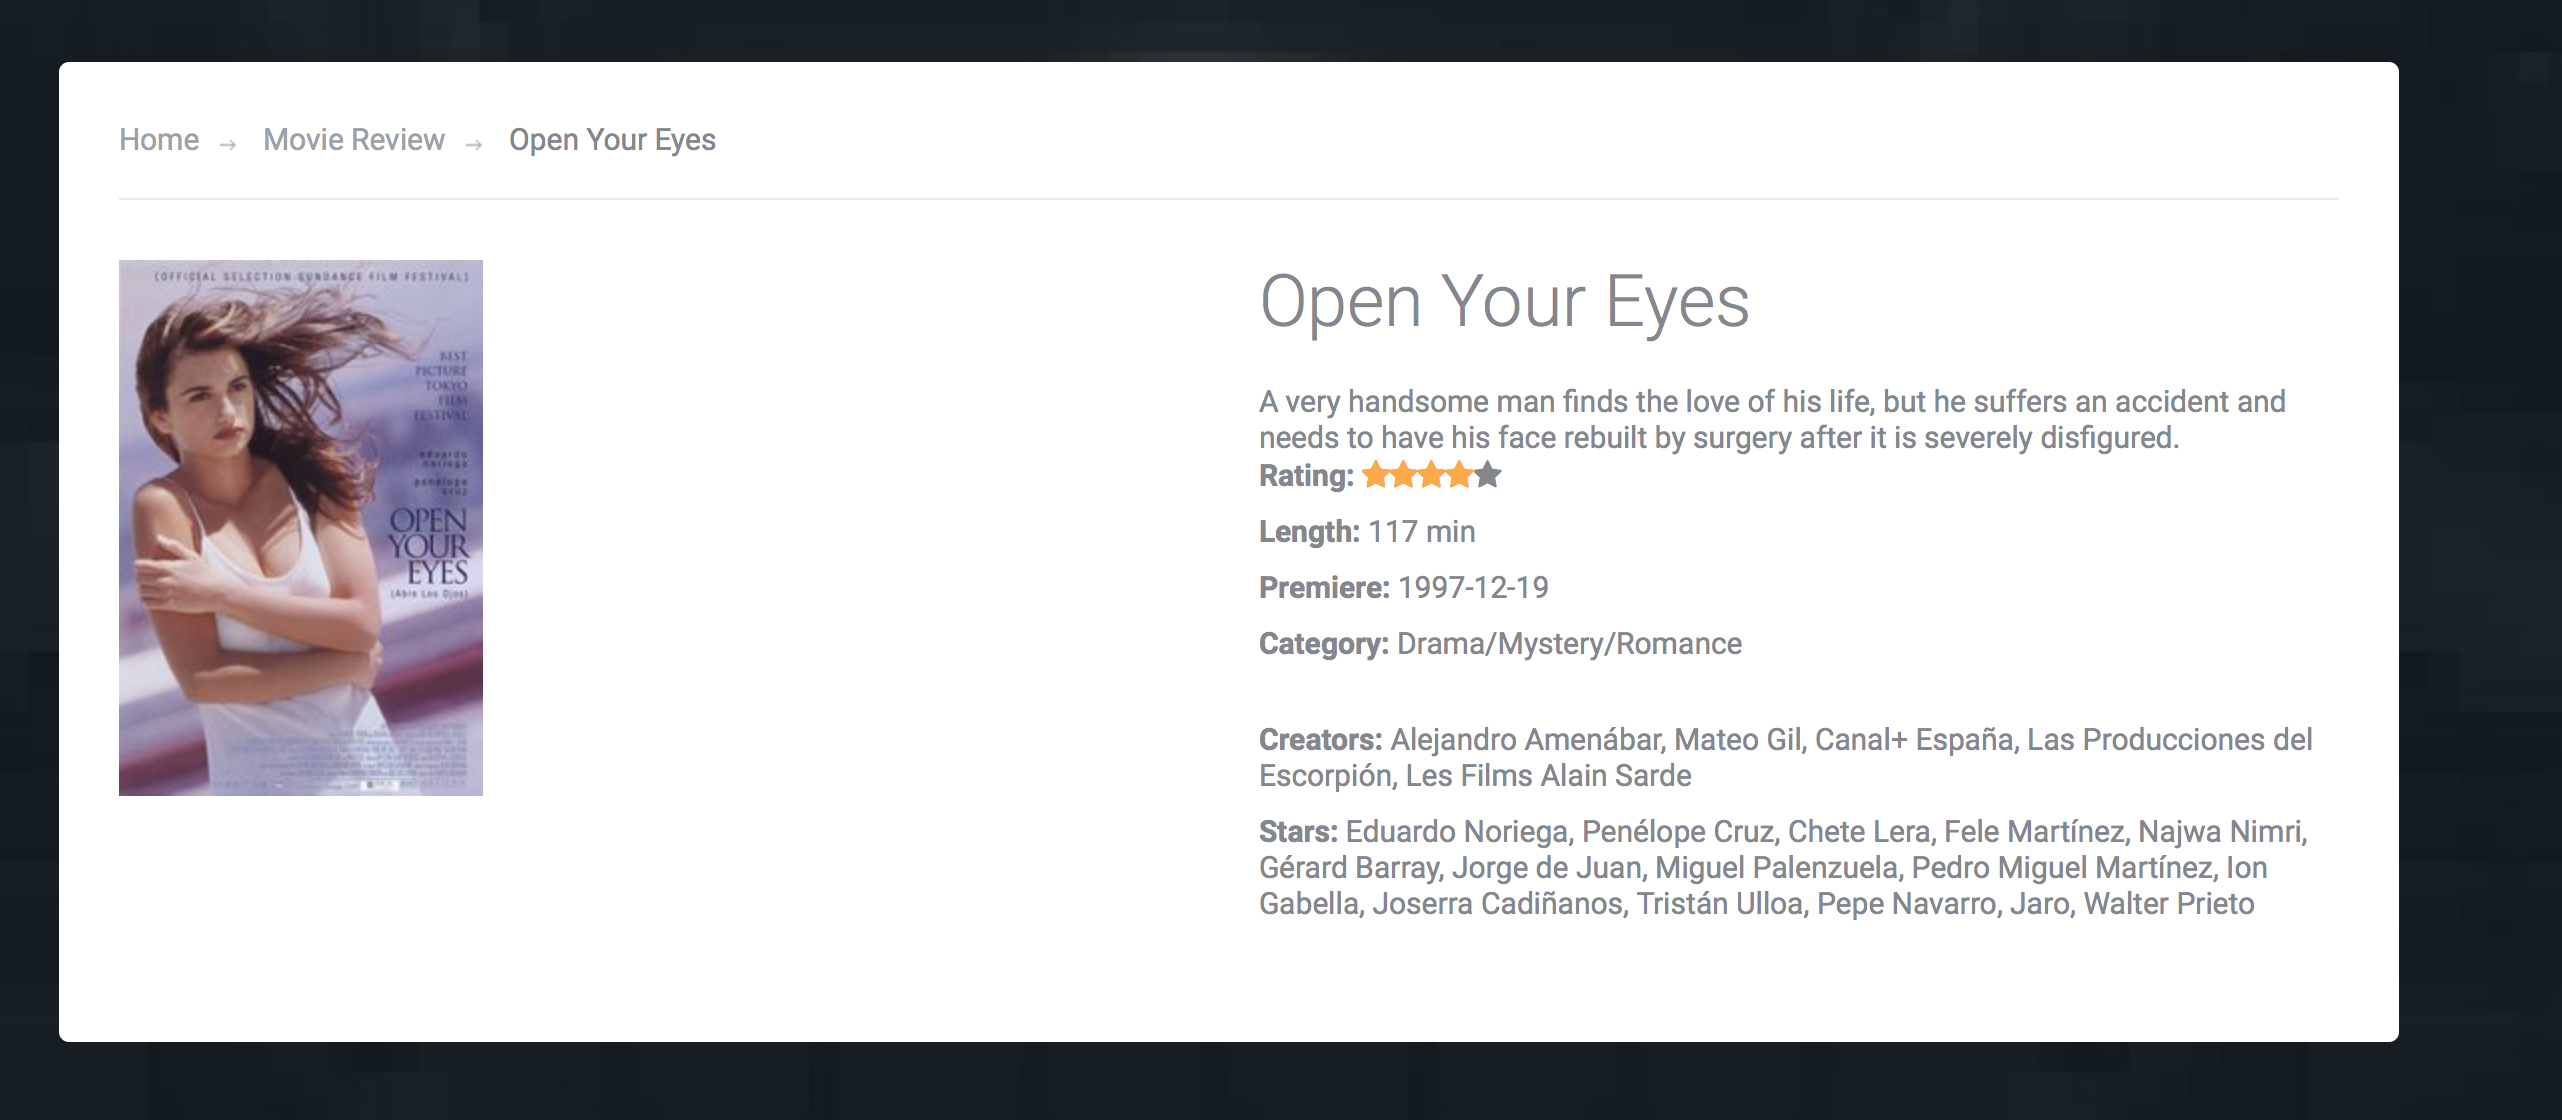 Home → Movie Review → Open Your Eyes
(OFFICIAL SELECTION SUNDANCE FILM FESTIVAL)
BEST
PICTURE
TOKYO
FILM
FESTIVAL
eduardo
noriega
penélope
cruz
OPEN
YOUR
EYES
(Abre Los Ojos)
Open Your Eyes
A very handsome man finds the love of his life, but he suffers an accident and
needs to have his face rebuilt by surgery after it is severely disfigured.
Rating:
Length: 117 min
Premiere: 1997-12-19
Category: Drama/Mystery/Romance
Creators: Alejandro Amenábar, Mateo Gil, Canal+ España, Las Producciones del
Escorpión, Les Films Alain Sarde
Stars: Eduardo Noriega, Penélope Cruz, Chete Lera, Fele Martínez, Najwa Nimri,
Gérard Barray, Jorge de Juan, Miguel Palenzuela, Pedro Miguel Martínez, Ion
Gabella, Joserra Cadiñanos, Tristán Ulloa, Pepe Navarro, Jaro, Walter Prieto